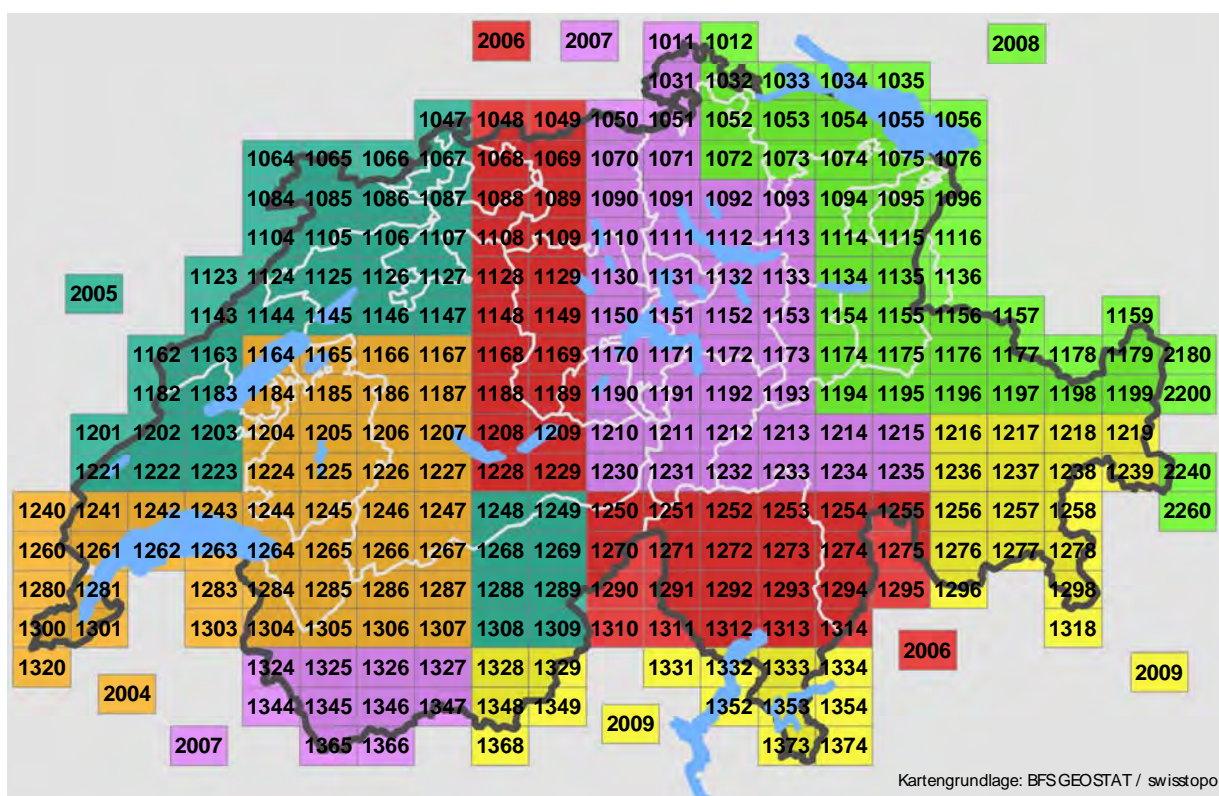 2006 2007 1011 1012 2008
1031 1032 1033 1034 1035
1047 1048 1049 1050 1051 1052 1053 1054 1055 1056
1064 1065 1066 1067 1068 1069 1070 1071 1072 1073 1074 1075 1076
1084 1085 1086 1087 1088 1089 1090 1091 1092 1093 1094 1095 1096
1104 1105 1106 1107 1108 1109 1110 1111 1112 1113 1114 1115 1116
1123 1124 1125 1126 1127 1128 1129 1130 1131 1132 1133 1134 1135 1136
2005
1143 1144 1145 1146 1147 1148 1149 1150 1151 1152 1153 1154 1155 1156 1157 1159
1162 1163 1164 1165 1166 1167 1168 1169 1170 1171 1172 1173 1174 1175 1176 1177 1178 1179 2180
1182 1183 1184 1185 1186 1187 1188 1189 1190 1191 1192 1193 1194 1195 1196 1197 1198 1199 2200
1201 1202 1203 1204 1205 1206 1207 1208 1209 1210 1211 1212 1213 1214 1215 1216 1217 1218 1219
1221 1222 1223 1224 1225 1226 1227 1228 1229 1230 1231 1232 1233 1234 1235 1236 1237 1238 1239 2240
1240 1241 1242 1243 1244 1245 1246 1247 1248 1249 1250 1251 1252 1253 1254 1255 1256 1257 1258 2260
1260 1261 1262 1263 1264 1265 1266 1267 1268 1269 1270 1271 1272 1273 1274 1275 1276 1277 1278
1280 1281 1283 1284 1285 1286 1287 1288 1289 1290 1291 1292 1293 1294 1295 1296 1298
1300 1301 1303 1304 1305 1306 1307 1308 1309 1310 1311 1312 1313 1314 1318
2006
1320 1324 1325 1326 1327 1328 1329 1331 1332 1333 1334 2009
2004
1344 1345 1346 1347 1348 1349 1352 1353 1354
2009
2007 1365 1366 1368 1373 1374
Kartengrundlage: BFS GEOSTAT / swisstopo